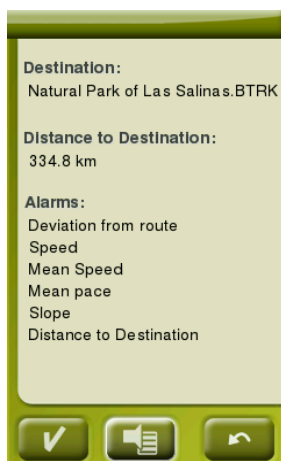 Destination:
Natural Park of Las Salinas.BTRK
Distance to Destination:
334.8 km
Alarms:
Deviation from route
Speed
Mean Speed
Mean pace
Slope
Distance to Destination